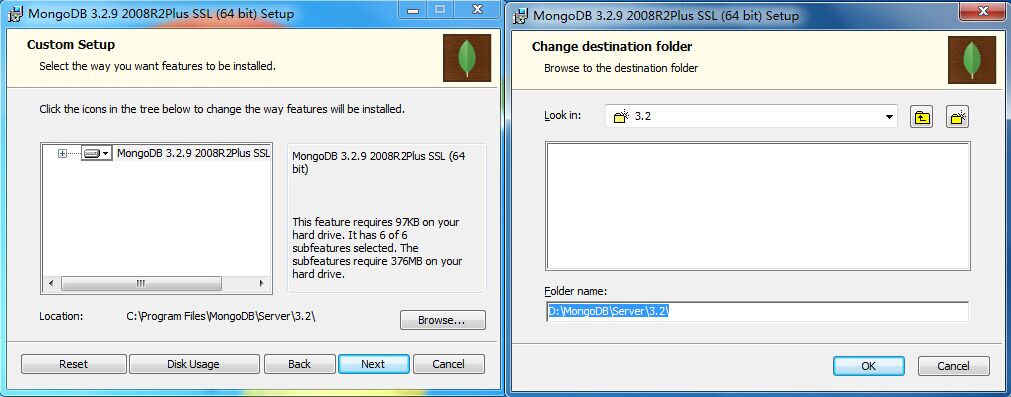 MongoDB 3.2.9 2008R2Plus SSL (64 bit) Setup
Custom Setup
Select the way you want features to be installed.
Click the icons in the tree below to change the way features will be installed.
MongoDB 3.2.9 2008R2Plus SSL
MongoDB 3.2.9 2008R2Plus SSL (64
bit)
This feature requires 97KB on your
hard drive. It has 6 of 6
subfeatures selected. The
subfeatures require 376MB on your
hard drive.
Location: C:\Program Files\MongoDB\Server\3.2\
Browse...
Reset Disk Usage Back Next Cancel
MongoDB 3.2.9 2008R2Plus SSL (64 bit) Setup
Change destination folder
Browse to the destination folder
Look in: 3.2
Folder name:
D:\MongoDB\Server\3.2\
OK Cancel